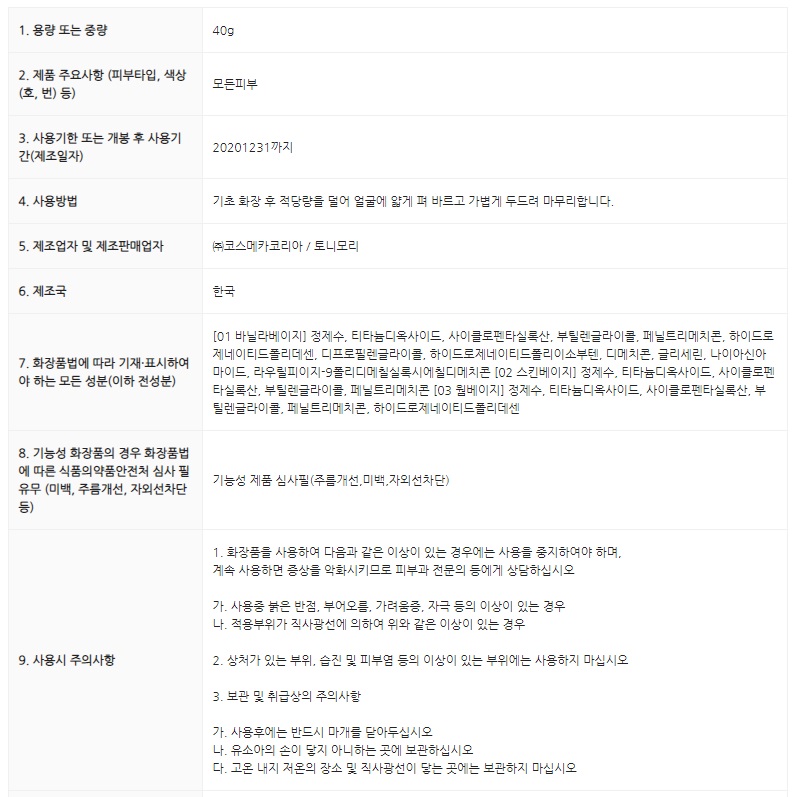 1. 용량 또는 중량
40g
2. 제품 주요사항 (피부타입, 색상
(호, 번) 등)
모든피부
3. 사용기한 또는 개봉 후 사용기
간(제조일자)
20201231까지
4. 사용방법
기초 화장 후 적당량을 덜어 얼굴에 얇게 펴 바르고 가볍게 두드려 마무리합니다.
5. 제조업자 및 제조판매업자
㈜코스메카코리아 / 토니모리
6. 제조국
한국
7. 화장품법에 따라 기재·표시하여
야 하는 모든 성분(이하 전성분)
[01 바닐라베이지] 정제수, 티타늄디옥사이드, 사이클로펜타실록산, 부틸렌글라이콜, 페닐트리메치콘, 하이드로
제네이티드폴리데센, 디프로필렌글라이콜, 하이드로제네이티드폴리이소부텐, 디메치콘, 글리세린, 나이아신아
마이드, 라우릴피이지-9폴리디메칠실록시에칠디메치콘 [02 스킨베이지] 정제수, 티타늄디옥사이드, 사이클로펜
타실록산, 부틸렌글라이콜, 페닐트리메치콘 [03 웜베이지] 정제수, 티타늄디옥사이드, 사이클로펜타실록산, 부
틸렌글라이콜, 페닐트리메치콘, 하이드로제네이티드폴리데센
8. 기능성 화장품의 경우 화장품법
에 따른 식품의약품안전처 심사 필
유무 (미백, 주름개선, 자외선차단
등)
기능성 제품 심사필(주름개선,미백,자외선차단)
9. 사용시 주의사항
1. 화장품을 사용하여 다음과 같은 이상이 있는 경우에는 사용을 중지하여야 하며,
계속 사용하면 증상을 악화시키므로 피부과 전문의 등에게 상담하십시오
가. 사용중 붉은 반점, 부어오름, 가려움증, 자극 등의 이상이 있는 경우
나. 적용부위가 직사광선에 의하여 위와 같은 이상이 있는 경우
2. 상처가 있는 부위, 습진 및 피부염 등의 이상이 있는 부위에는 사용하지 마십시오
3. 보관 및 취급상의 주의사항
가. 사용후에는 반드시 마개를 닫아두십시오
나. 유소아의 손이 닿지 아니하는 곳에 보관하십시오
다. 고온 내지 저온의 장소 및 직사광선이 닿는 곳에는 보관하지 마십시오